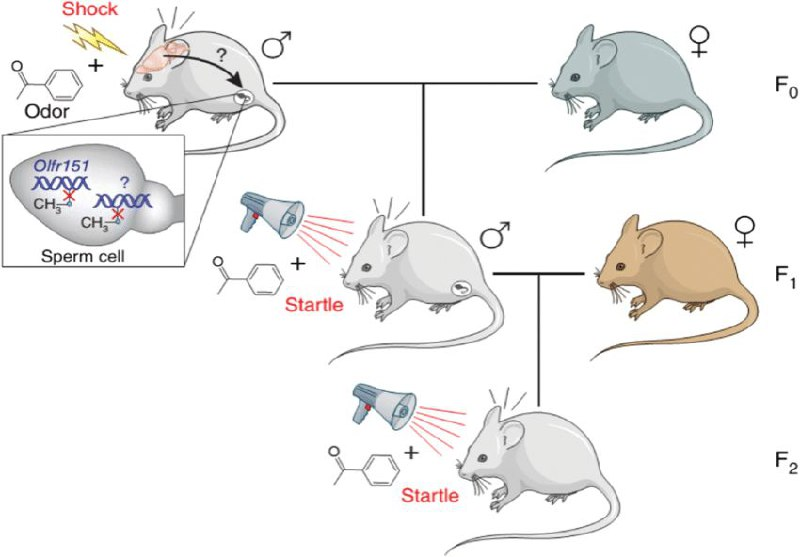 Shock
+
?
♂
♀
F0
O
Odor
Olfr151
?
CH3
CH3
Sperm cell
+
O
Startle
♂
♀
F1
+
O
Startle
F2